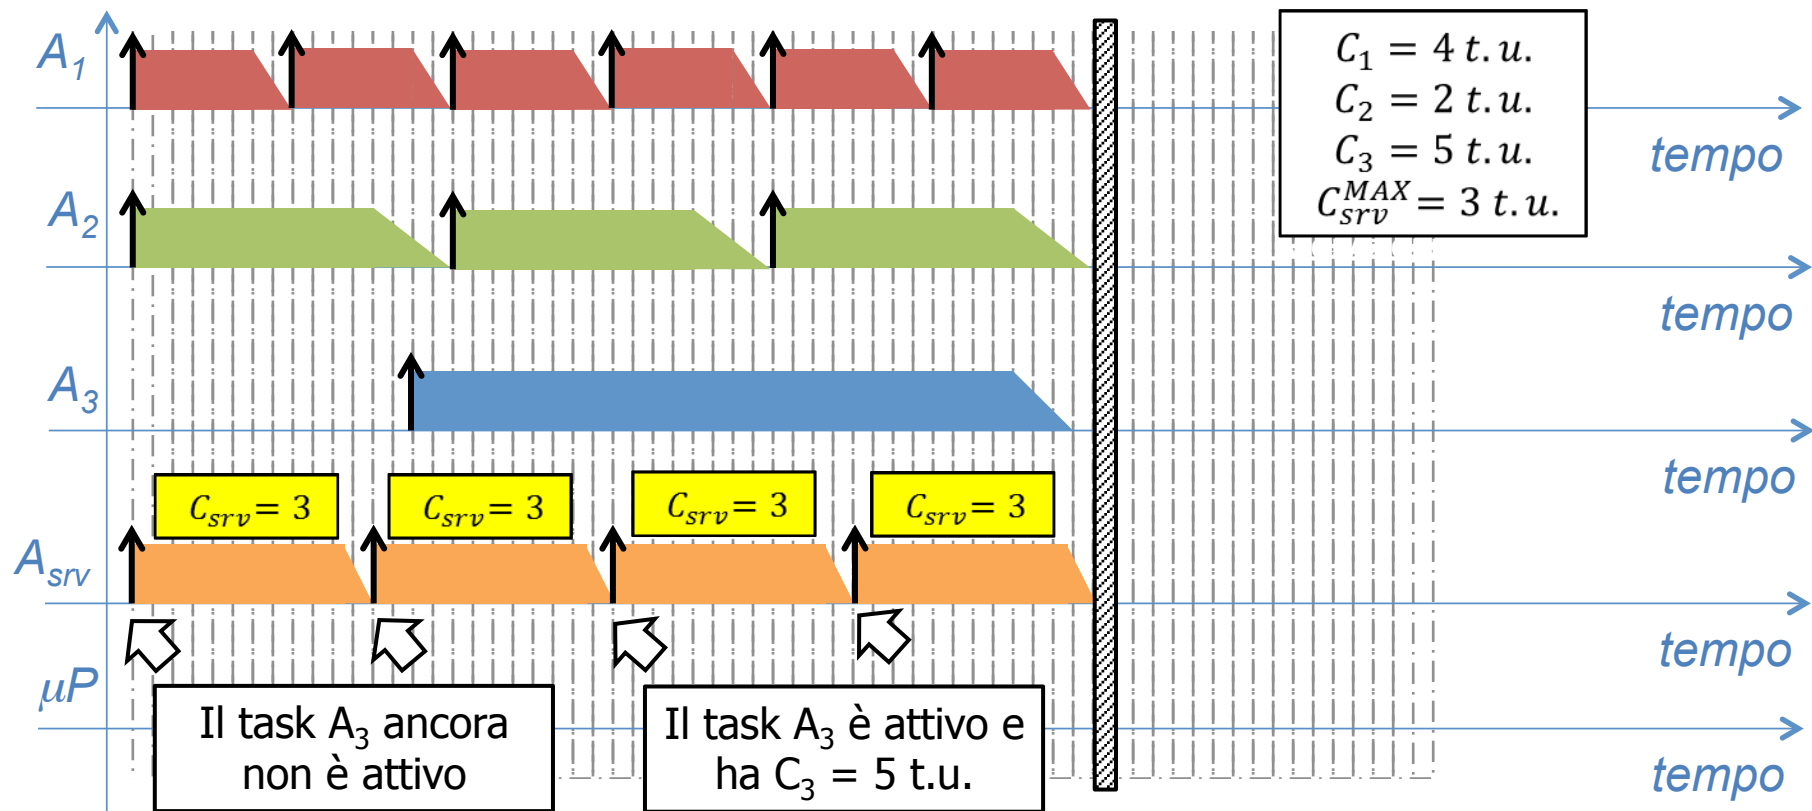 A1
C1 = 4 t.u.
C2 = 2 t.u.
C3 = 5 t.u.
CsrvMAX = 3 t.u.
tempo
A2
tempo
A3
tempo
Csrv = 3
Csrv = 3
Csrv = 3
Csrv = 3
Asrv
tempo
μP
Il task A3 ancora
non è attivo
Il task A3 è attivo e
ha C3 = 5 t.u.
tempo